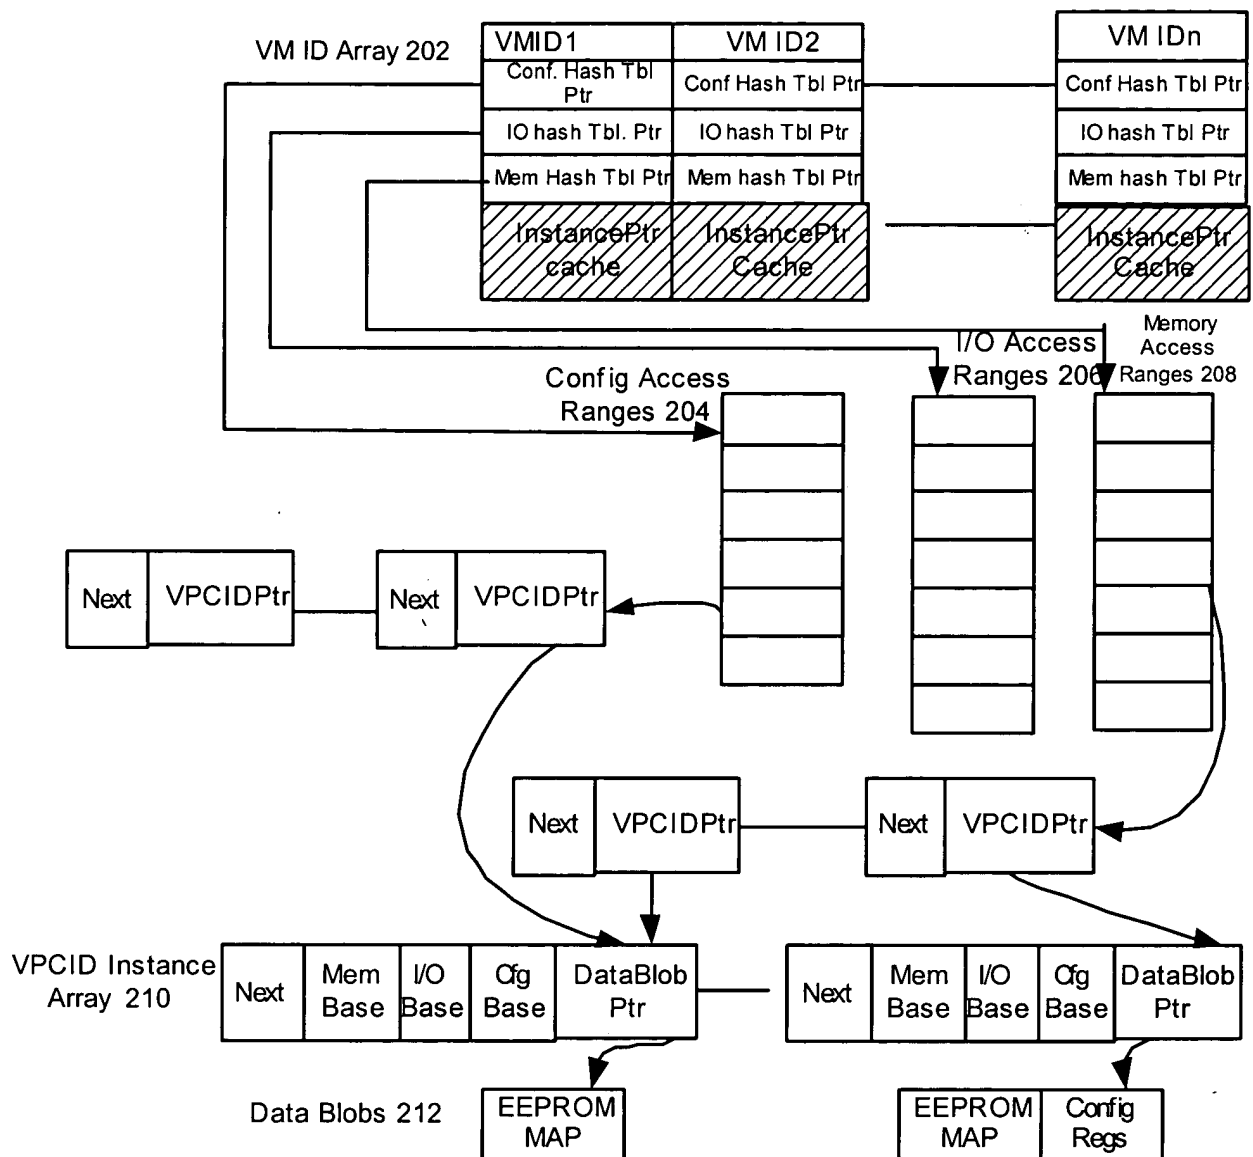 VM ID Array 202
VMID1
VM ID2
VM IDn
Conf. Hash Tbl
Ptr
Conf Hash Tbl Ptr
Conf Hash Tbl Ptr
IO hash Tbl. Ptr
IO hash Tbl Ptr
IO hash Tbl Ptr
Mem Hash Tbl Ptr
Mem hash Tbl Ptr
Mem hash Tbl Ptr
InstancePtr
cache
InstancePtr
Cache
InstancePtr
Cache
Config Access
Ranges 204
I/O Access
Ranges 206
Memory
Access
Ranges 208
Next
VPCIDPtr
Next
VPCIDPtr
Next
VPCIDPtr
Next
VPCIDPtr
VPCID Instance
Array 210
Next
Mem
Base
I/O
Base
Cfg
Base
DataBlob
Ptr
Next
Mem
Base
I/O
Base
Cfg
Base
DataBlob
Ptr
Data Blobs 212
EEPROM
MAP
EEPROM
MAP
Config
Regs